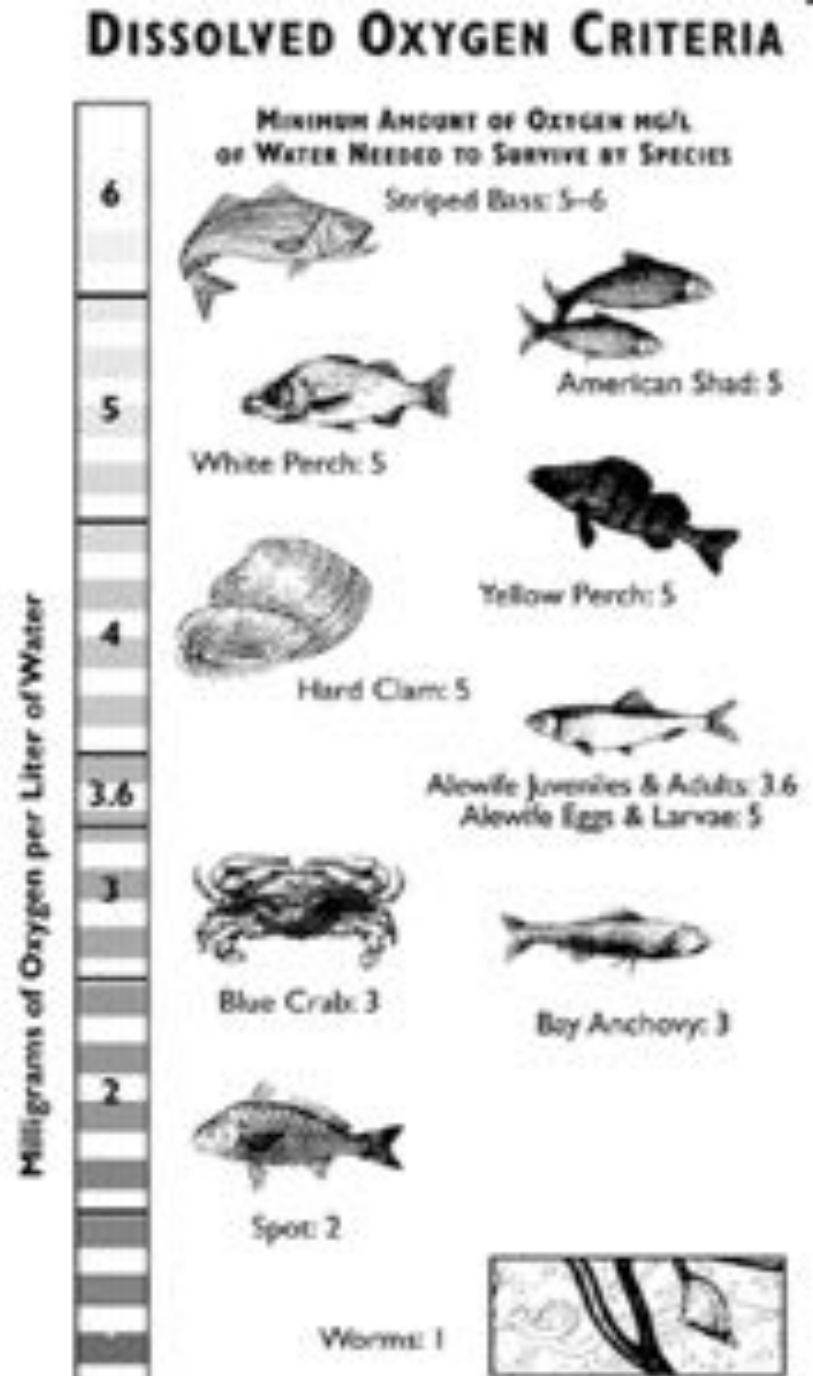 DISSOLVED OXYGEN CRITERIA
MINIMUM AMOUNT OF OXYGEN MG/L
OF WATER NEEDED TO SURVIVE BY SPECIES
6
Striped Bass: 5–6
American Shad: 5
5
White Perch: 5
Yellow Perch: 5
4
Hard Clam: 5
3.6
Alewife Juveniles & Adults: 3.6
Alewife Eggs & Larvae: 5
3
Blue Crab: 3
Bay Anchovy: 3
2
Spot: 2
Worms: 1
Milligrams of Oxygen per Liter of Water